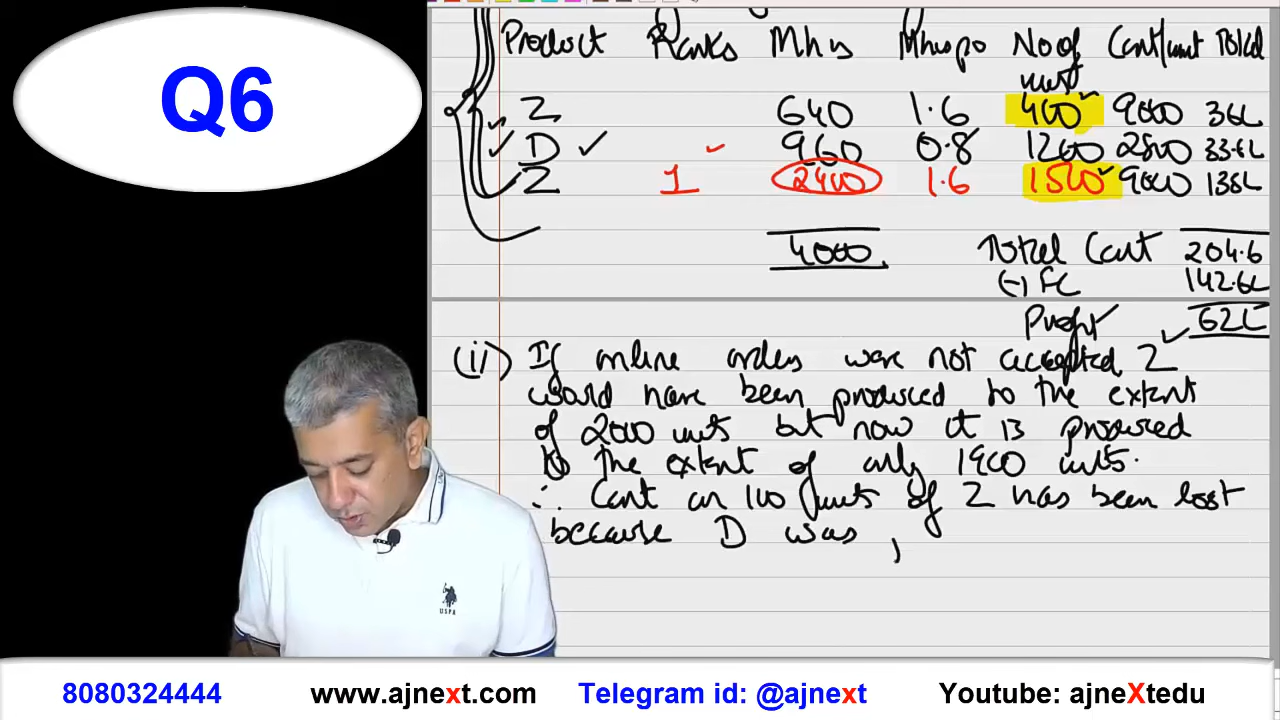 Q6
Product Ranks Mhs Mhrs po No of unit Cont/unit Total
Z 640 1.6 400 9000 36L
D 960 0.8 1200 2800 33.6L
Z 1 2400 1.6 1500 9000 135L
4000 Total Cont 204.6
(-) FC 142.6L
Profit 62L
(ii) If online orders were not accepted, Z
would have been produced to the extent
of 2000 units but now it is produced
to the extent of only 1900 units.
∴ Cont on 100 units of Z has been lost
because D was
USPA
8080324444 www.ajnext.com Telegram id: @ajnext Youtube: ajneXtedu